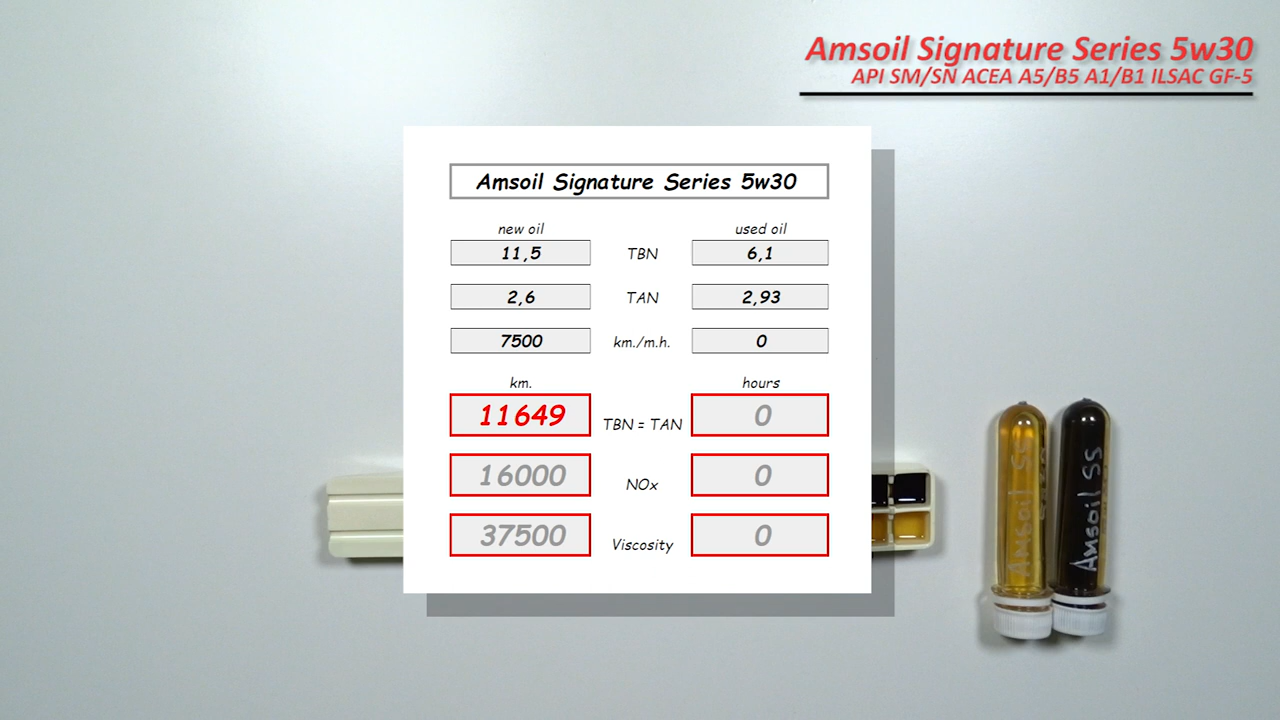 Amsoil Signature Series 5w30
API SM/SN ACEA A5/B5 A1/B1 ILSAC GF-5
Amsoil Signature Series 5w30
new oil used oil
11,5 TBN 6,1
2,6 TAN 2,93
7500 km./m.h. 0
km. hours
11649 TBN = TAN 0
16000 NOx 0
37500 Viscosity 0
Amsoil SS
Amsoil SS